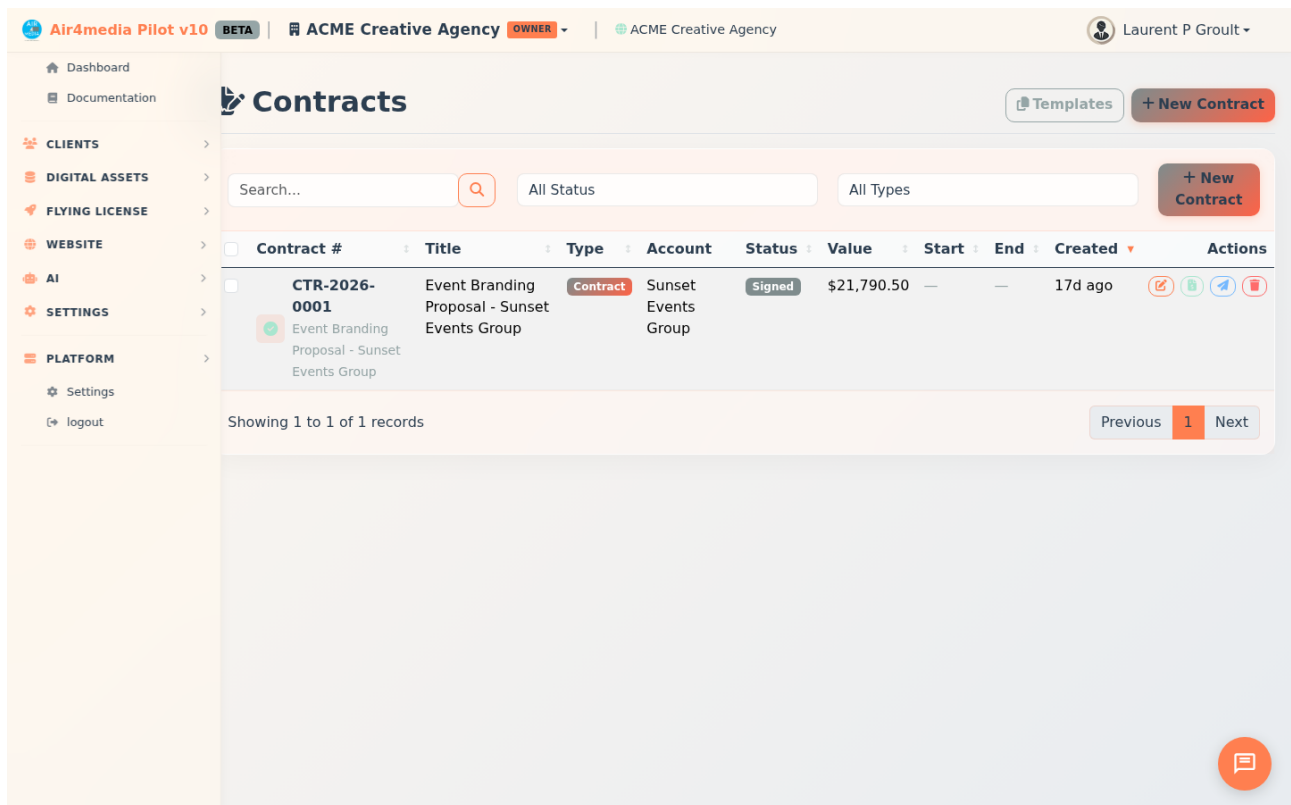 Air4media Pilot v10 BETA ACME Creative Agency OWNER ACME Creative Agency Laurent P Groult
Dashboard
Documentation
CLIENTS
DIGITAL ASSETS
FLYING LICENSE
WEBSITE
AI
SETTINGS
PLATFORM
Settings
logout
Contracts
Templates
New Contract
Search...
All Status
All Types
New
Contract
Contract # Title Type Account Status Value Start End Created Actions
CTR-2026-
0001
Event Branding
Proposal - Sunset
Events Group
Event Branding
Proposal - Sunset
Events Group
Contract
Sunset
Events
Group
Signed
$21,790.50
—
—
17d ago
Showing 1 to 1 of 1 records
Previous 1 Next